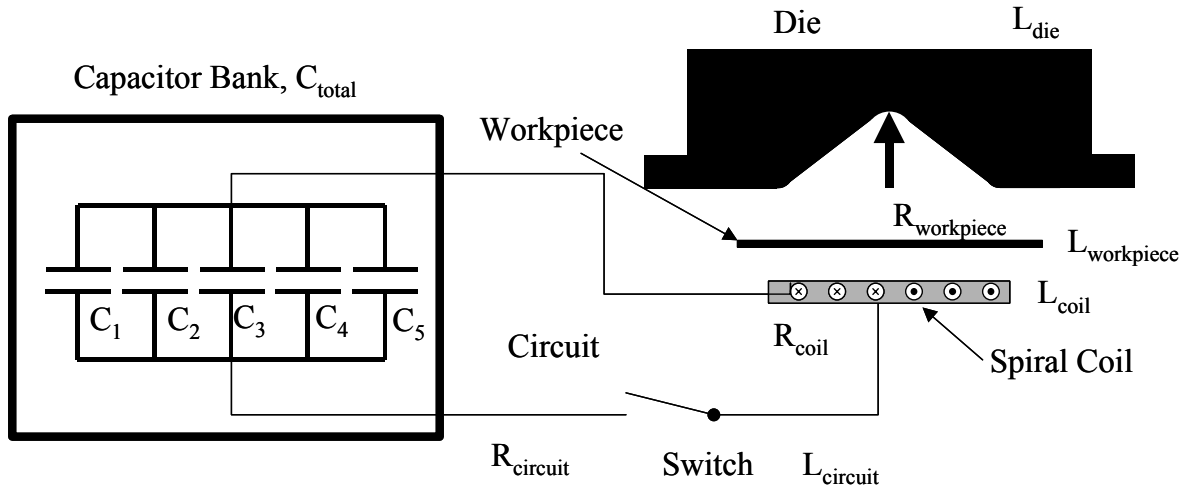 Die
L_die
Capacitor Bank, C_total
Workpiece
R_workpiece
L_workpiece
C_1 C_2 C_3 C_4 C_5
L_coil
R_coil
Circuit
Spiral Coil
R_circuit
Switch
L_circuit